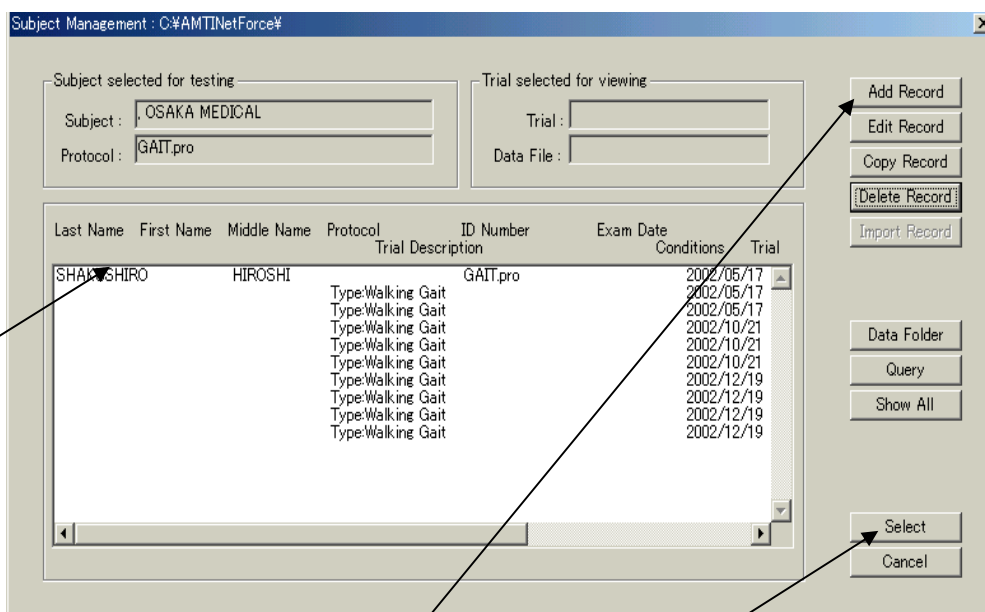 Subject Management : C:¥AMTINetForce¥
Subject selected for testing
Subject : , OSAKA MEDICAL
Protocol : GAIT.pro
Trial selected for viewing
Trial :
Data File :
Add Record
Edit Record
Copy Record
Delete Record
Import Record
Last Name First Name Middle Name Protocol ID Number Exam Date
Trial Description Conditions Trial
SHAKUSHIRO HIROSHI GAIT.pro 2002/05/17
Type:Walking Gait 2002/05/17
Type:Walking Gait 2002/05/17
Type:Walking Gait 2002/10/21
Type:Walking Gait 2002/10/21
Type:Walking Gait 2002/10/21
Type:Walking Gait 2002/12/19
Type:Walking Gait 2002/12/19
Type:Walking Gait 2002/12/19
Type:Walking Gait 2002/12/19
Data Folder
Query
Show All
Select
Cancel